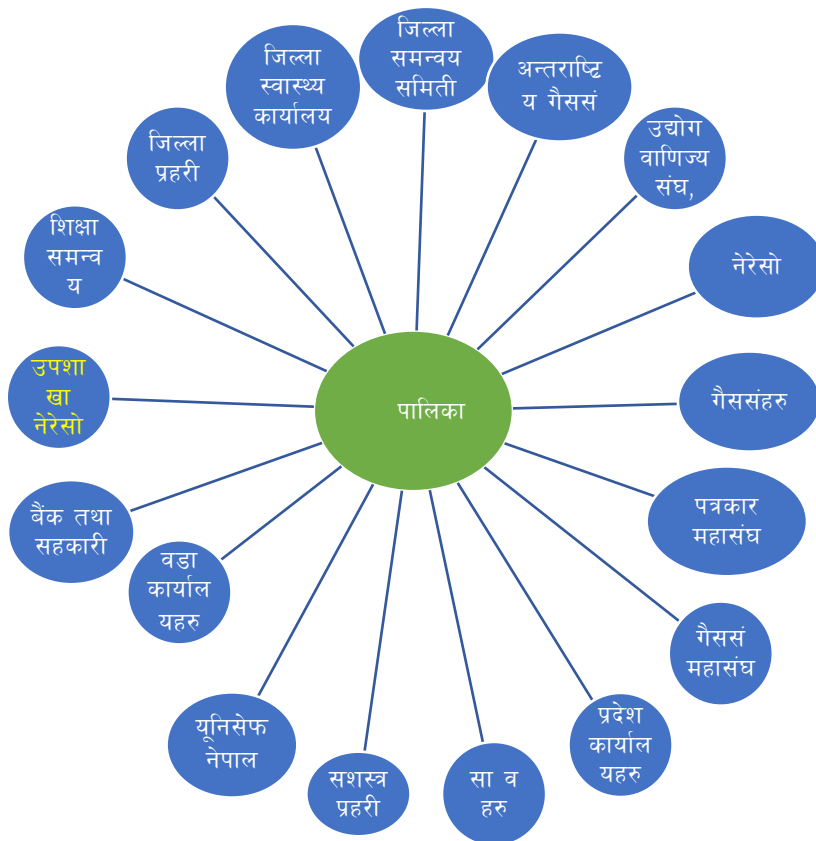 जिल्ला
समन्वय
समिती
अन्तराष्ट्रि
य गैससं
उद्योग
वाणिज्य
संघ,
नेरेसो
गैससंहरु
पत्रकार
महासंघ
गैससं
महासंघ
प्रदेश
कार्याल
यहरु
सा व
हरु
सशस्त्र
प्रहरी
यूनिसेफ
नेपाल
वडा
कार्याल
यहरु
बैंक तथा
सहकारी
उपशा
खा
नेरेसो
शिक्षा
समन्व
य
जिल्ला
प्रहरी
जिल्ला
स्वास्थ्य
कार्यालय
पालिका